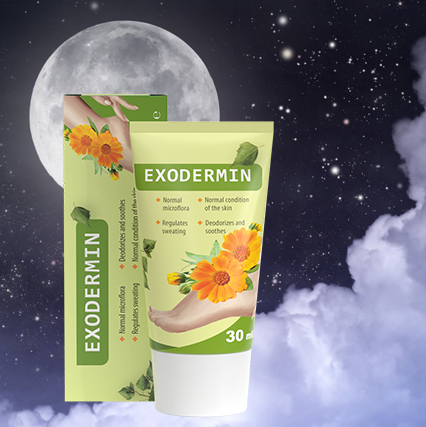 EXODERMIN
Normal microflora
Regulates sweating
Deodorizes and soothes
Normal condition of the skin
EXODERMIN
Normal
microflora
Normal condition
of the skin
Regulates
sweating
Deodorizes and
soothes
30